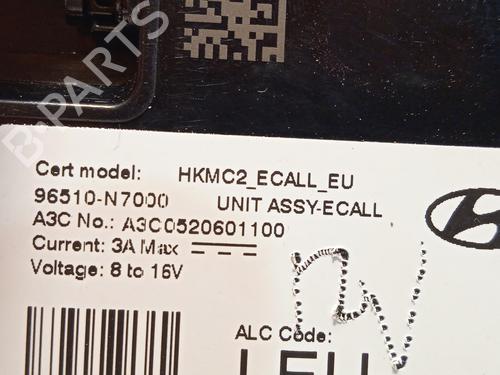 B-PARTS
Cert model: HKMC2_ECALL_EU
96510-N7000 UNIT ASSY-ECALL
A3C No.: A3C0520601100
Current: 3A Max
Voltage: 8 to 16V
ALC Code: